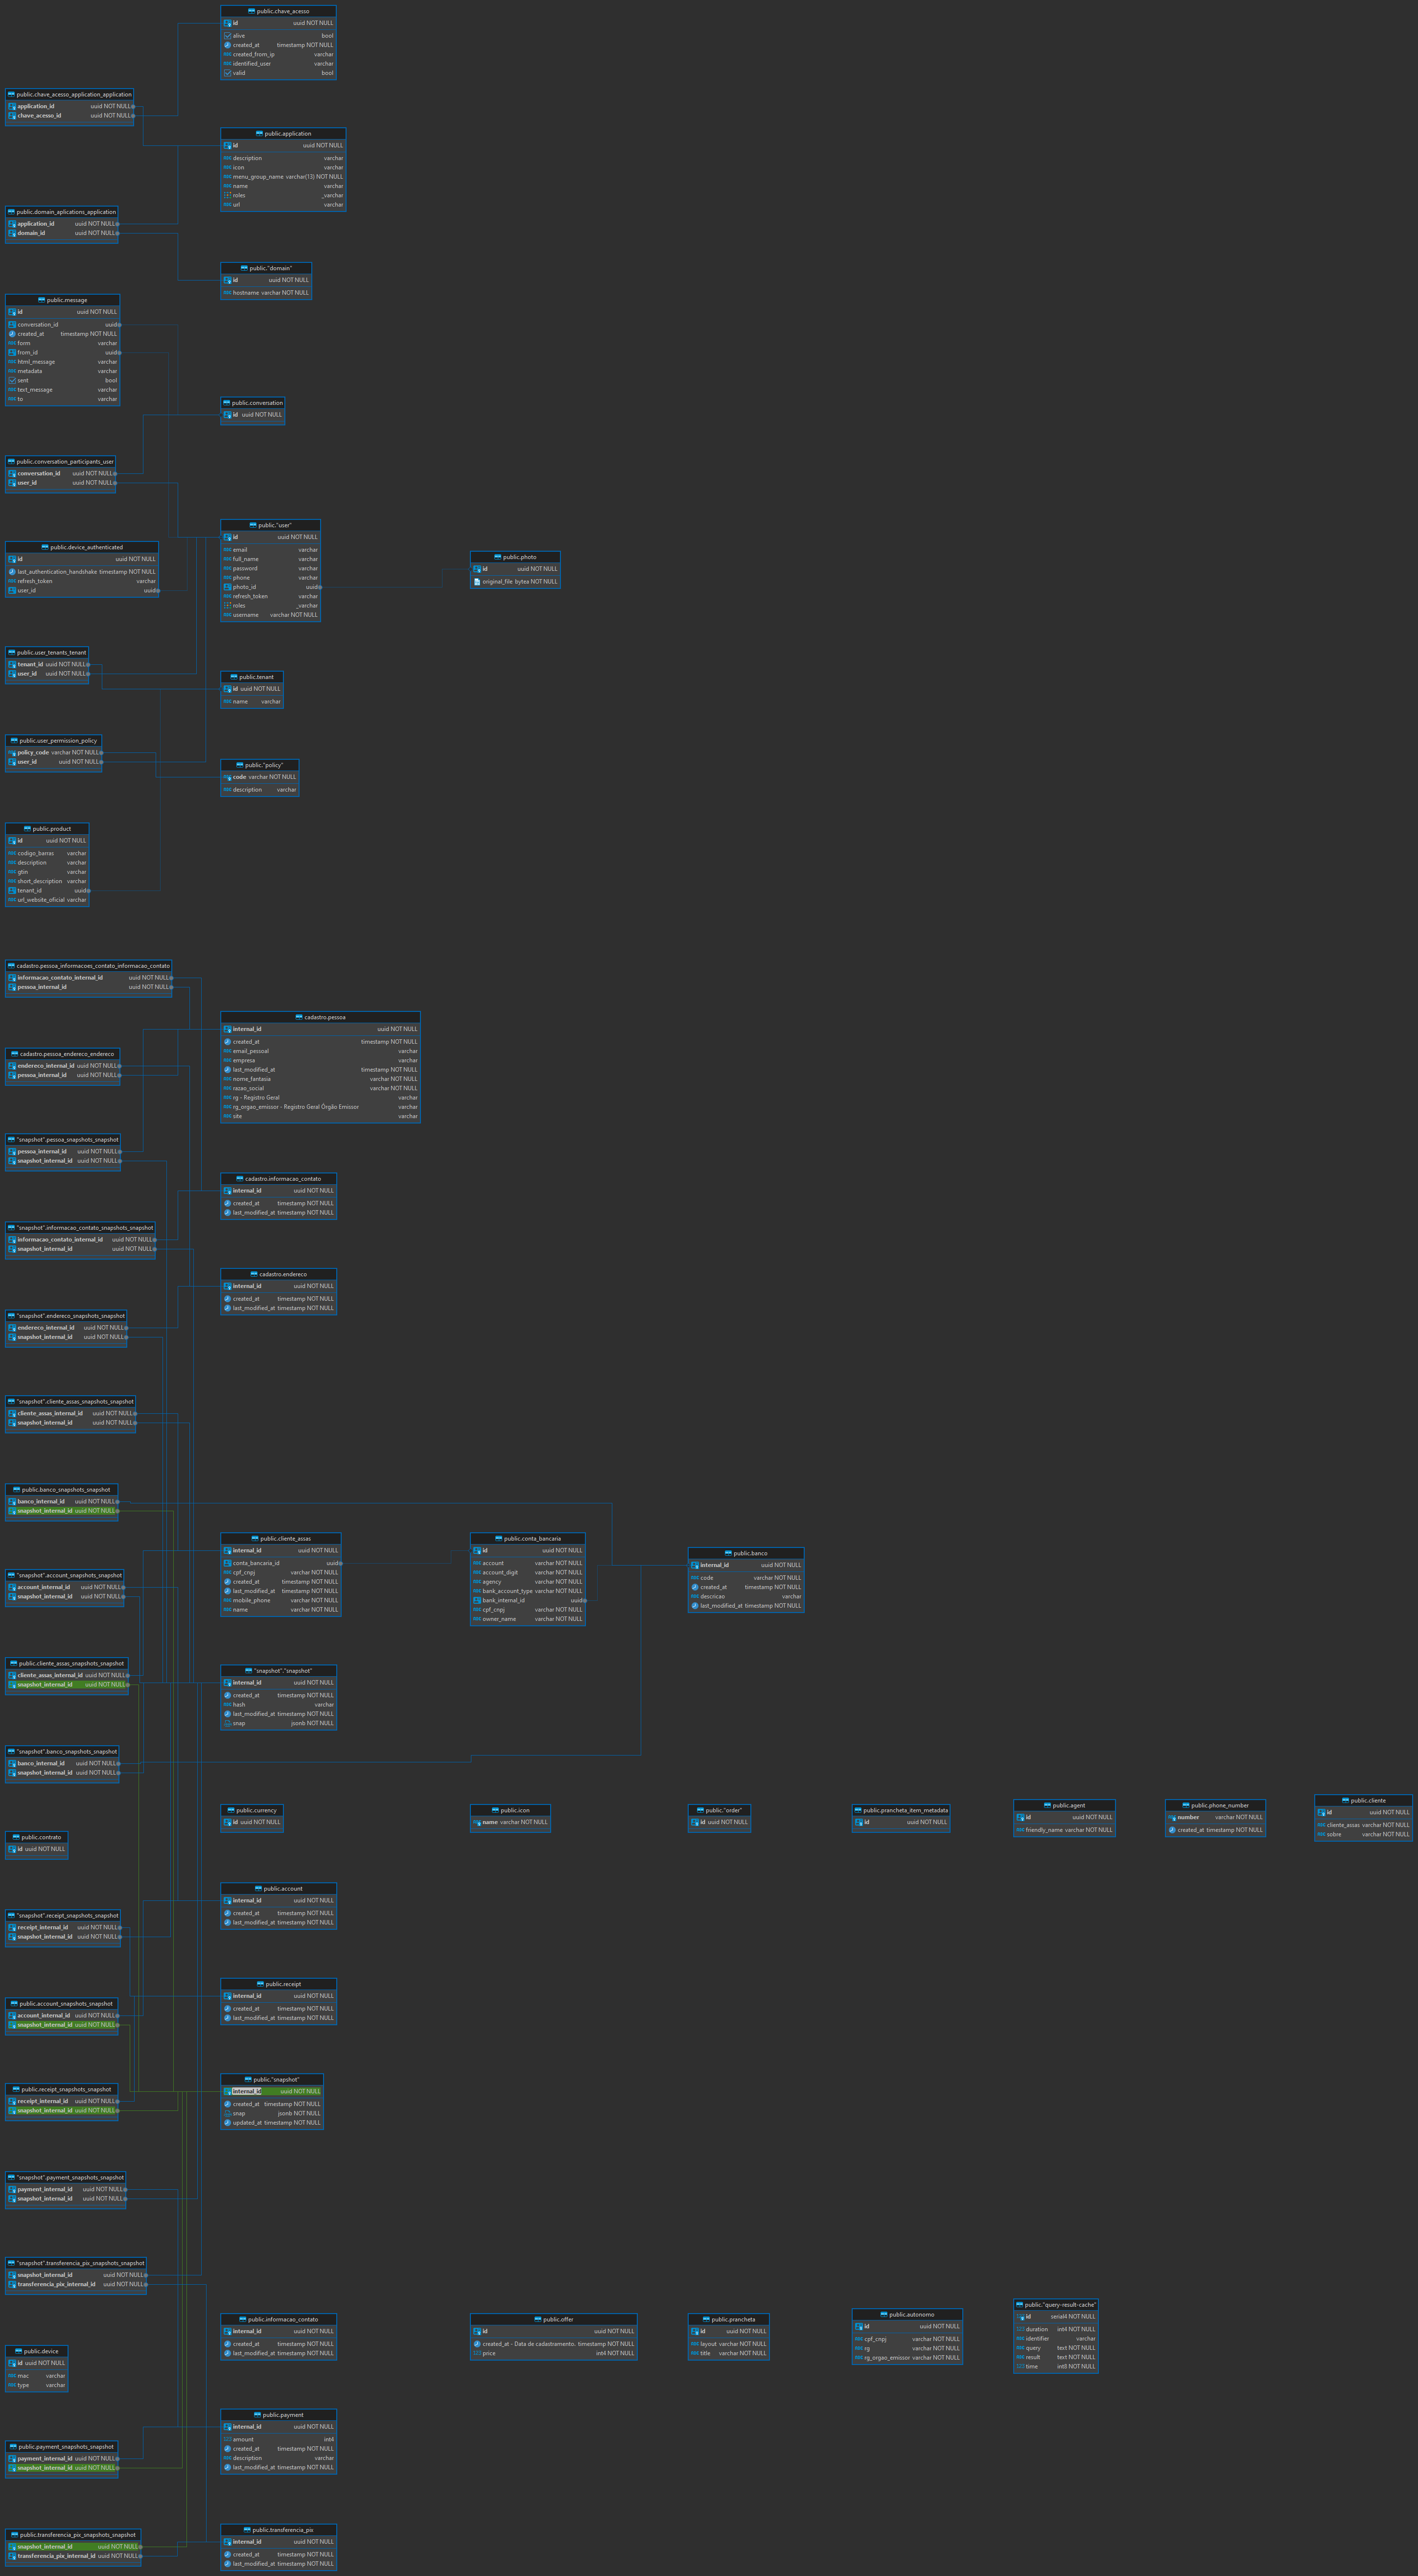 public.chave_acesso
id uuid NOT NULL
alive bool
created_at timestamp NOT NULL
created_from_ip varchar
identified_user varchar
valid bool
public.chave_acesso_application_application
application_id uuid NOT NULL
chave_acesso_id uuid NOT NULL
public.application
id uuid NOT NULL
description varchar
icon varchar
menu_group_name varchar(13) NOT NULL
name varchar
roles _varchar
url varchar
public.domain_aplications_application
application_id uuid NOT NULL
domain_id uuid NOT NULL
public."domain"
id uuid NOT NULL
hostname varchar NOT NULL
public.message
id uuid NOT NULL
conversation_id uuid
created_at timestamp NOT NULL
form varchar
from_id uuid
html_message varchar
metadata varchar
sent bool
text_message varchar
to varchar
public.conversation
id uuid NOT NULL
public.conversation_participants_user
conversation_id uuid NOT NULL
user_id uuid NOT NULL
public."user"
id uuid NOT NULL
email varchar
full_name varchar
password varchar
phone varchar
photo_id uuid
refresh_token varchar
roles _varchar
username varchar NOT NULL
public.device_authenticated
id uuid NOT NULL
last_authentication_handshake timestamp NOT NULL
refresh_token varchar
user_id uuid
public.photo
id uuid NOT NULL
original_file bytea NOT NULL
public.user_tenants_tenant
tenant_id uuid NOT NULL
user_id uuid NOT NULL
public.tenant
id uuid NOT NULL
name varchar
public.user_permission_policy
policy_code varchar NOT NULL
user_id uuid NOT NULL
public."policy"
code varchar NOT NULL
description varchar
public.product
id uuid NOT NULL
codigo_barras varchar
description varchar
gtin varchar
short_description varchar
tenant_id uuid
url_website_oficial varchar
cadastro.pessoa_informacoes_contato_informacao_contato
informacao_contato_internal_id uuid NOT NULL
pessoa_internal_id uuid NOT NULL
cadastro.pessoa
internal_id uuid NOT NULL
created_at timestamp NOT NULL
email_pessoal varchar
empresa varchar
last_modified_at timestamp NOT NULL
nome_fantasia varchar NOT NULL
razao_social varchar NOT NULL
rg - Registro Geral varchar
rg_orgao_emissor - Registro Geral Órgão Emissor varchar
site varchar
cadastro.pessoa_endereco_endereco
endereco_internal_id uuid NOT NULL
pessoa_internal_id uuid NOT NULL
"snapshot".pessoa_snapshots_snapshot
pessoa_internal_id uuid NOT NULL
snapshot_internal_id uuid NOT NULL
cadastro.informacao_contato
internal_id uuid NOT NULL
created_at timestamp NOT NULL
last_modified_at timestamp NOT NULL
"snapshot".informacao_contato_snapshots_snapshot
informacao_contato_internal_id uuid NOT NULL
snapshot_internal_id uuid NOT NULL
cadastro.endereco
internal_id uuid NOT NULL
created_at timestamp NOT NULL
last_modified_at timestamp NOT NULL
"snapshot".endereco_snapshots_snapshot
endereco_internal_id uuid NOT NULL
snapshot_internal_id uuid NOT NULL
"snapshot".cliente_assas_snapshots_snapshot
cliente_assas_internal_id uuid NOT NULL
snapshot_internal_id uuid NOT NULL
public.banco_snapshots_snapshot
banco_internal_id uuid NOT NULL
snapshot_internal_id uuid NOT NULL
public.cliente_assas
internal_id uuid NOT NULL
conta_bancaria_id uuid
cpf_cnpj varchar NOT NULL
created_at timestamp NOT NULL
last_modified_at timestamp NOT NULL
mobile_phone varchar NOT NULL
name varchar NOT NULL
public.conta_bancaria
id uuid NOT NULL
account varchar NOT NULL
account_digit varchar NOT NULL
agency varchar NOT NULL
bank_account_type varchar NOT NULL
bank_internal_id uuid
cpf_cnpj varchar NOT NULL
owner_name varchar NOT NULL
public.banco
internal_id uuid NOT NULL
code varchar NOT NULL
created_at timestamp NOT NULL
descricao varchar
last_modified_at timestamp NOT NULL
"snapshot".account_snapshots_snapshot
account_internal_id uuid NOT NULL
snapshot_internal_id uuid NOT NULL
public.cliente_assas_snapshots_snapshot
cliente_assas_internal_id uuid NOT NULL
snapshot_internal_id uuid NOT NULL
"snapshot"."snapshot"
internal_id uuid NOT NULL
created_at timestamp NOT NULL
hash varchar
last_modified_at timestamp NOT NULL
snap jsonb NOT NULL
"snapshot".banco_snapshots_snapshot
banco_internal_id uuid NOT NULL
snapshot_internal_id uuid NOT NULL
public.currency
id uuid NOT NULL
public.icon
name varchar NOT NULL
public."order"
id uuid NOT NULL
public.prancheta_item_metadata
id uuid NOT NULL
public.agent
id uuid NOT NULL
friendly_name varchar NOT NULL
public.phone_number
number varchar NOT NULL
created_at timestamp NOT NULL
public.cliente
id uuid NOT NULL
cliente_assas varchar NOT NULL
sobre varchar NOT NULL
public.contrato
id uuid NOT NULL
public.account
internal_id uuid NOT NULL
created_at timestamp NOT NULL
last_modified_at timestamp NOT NULL
"snapshot".receipt_snapshots_snapshot
receipt_internal_id uuid NOT NULL
snapshot_internal_id uuid NOT NULL
public.receipt
internal_id uuid NOT NULL
created_at timestamp NOT NULL
last_modified_at timestamp NOT NULL
public.account_snapshots_snapshot
account_internal_id uuid NOT NULL
snapshot_internal_id uuid NOT NULL
public.receipt_snapshots_snapshot
receipt_internal_id uuid NOT NULL
snapshot_internal_id uuid NOT NULL
public."snapshot"
internal_id uuid NOT NULL
created_at timestamp NOT NULL
snap jsonb NOT NULL
updated_at timestamp NOT NULL
"snapshot".payment_snapshots_snapshot
payment_internal_id uuid NOT NULL
snapshot_internal_id uuid NOT NULL
"snapshot".transferencia_pix_snapshots_snapshot
snapshot_internal_id uuid NOT NULL
transferencia_pix_internal_id uuid NOT NULL
public.informacao_contato
internal_id uuid NOT NULL
created_at timestamp NOT NULL
last_modified_at timestamp NOT NULL
public.offer
id uuid NOT NULL
created_at - Data de cadastramento. timestamp NOT NULL
price int4 NOT NULL
public.prancheta
id uuid NOT NULL
layout varchar NOT NULL
title varchar NOT NULL
public.autonomo
id uuid NOT NULL
cpf_cnpj varchar NOT NULL
rg varchar NOT NULL
rg_orgao_emissor varchar NOT NULL
public."query-result-cache"
id serial4 NOT NULL
duration int4 NOT NULL
identifier varchar
query text NOT NULL
result text NOT NULL
time int8 NOT NULL
public.device
id uuid NOT NULL
mac varchar
type varchar
public.payment
internal_id uuid NOT NULL
amount int4
created_at timestamp NOT NULL
description varchar
last_modified_at timestamp NOT NULL
public.payment_snapshots_snapshot
payment_internal_id uuid NOT NULL
snapshot_internal_id uuid NOT NULL
public.transferencia_pix_snapshots_snapshot
snapshot_internal_id uuid NOT NULL
transferencia_pix_internal_id uuid NOT NULL
public.transferencia_pix
internal_id uuid NOT NULL
created_at timestamp NOT NULL
last_modified_at timestamp NOT NULL